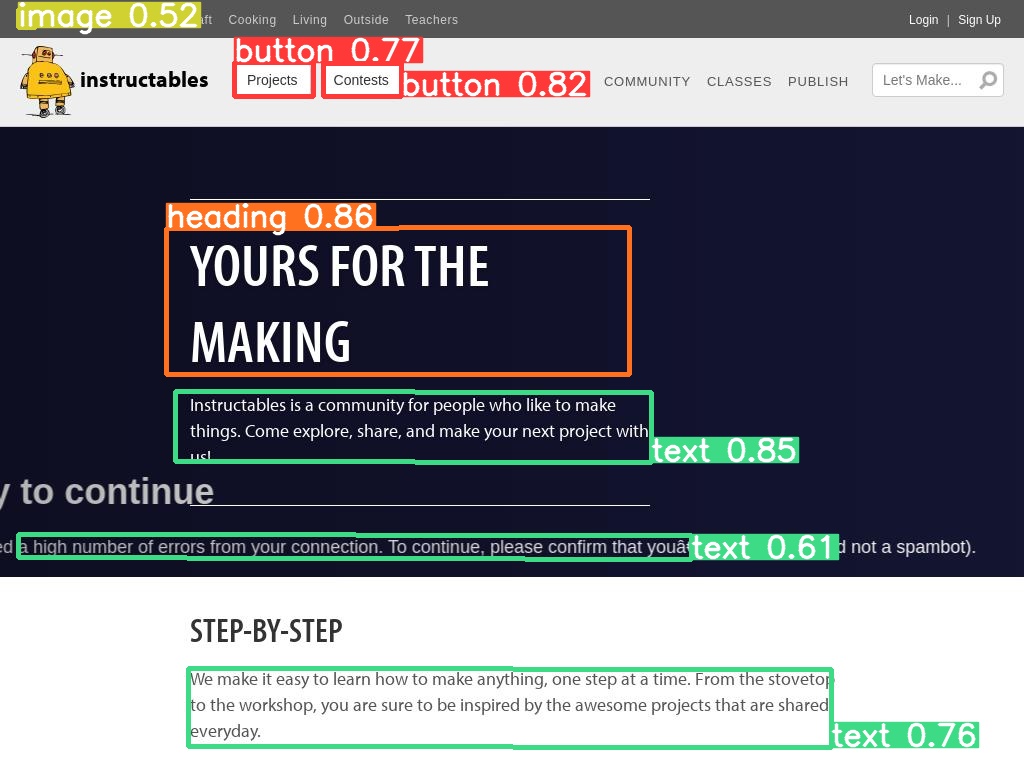 image 0.52
aft Cooking Living Outside Teachers
Login | Sign Up
button 0.77
instructables
Projects
Contests
button 0.82
COMMUNITY CLASSES PUBLISH
Let's Make...
heading 0.86
YOURS FOR THE
MAKING
Instructables is a community for people who like to make
things. Come explore, share, and make your next project with
us!
text 0.85
y to continue
ed a high number of errors from your connection. To continue, please confirm that youâ
text 0.61
d not a spambot).
STEP-BY-STEP
We make it easy to learn how to make anything, one step at a time. From the stovetop
to the workshop, you are sure to be inspired by the awesome projects that are shared
everyday.
text 0.76